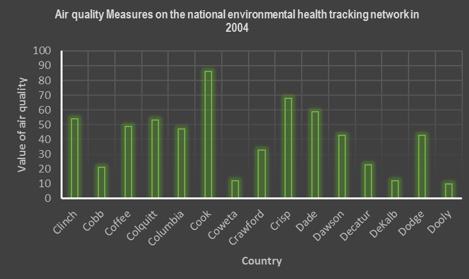 Air quality Measures on the national environmental health tracking network in
2004
100
90
80
70
60
50
40
30
20
10
0
Value of air quality
Clinch
Cobb
Coffee
Colquitt
Columbia
Cook
Coweta
Crawford
Crisp
Dade
Dawson
Decatur
DeKalb
Dodge
Dooly
Country